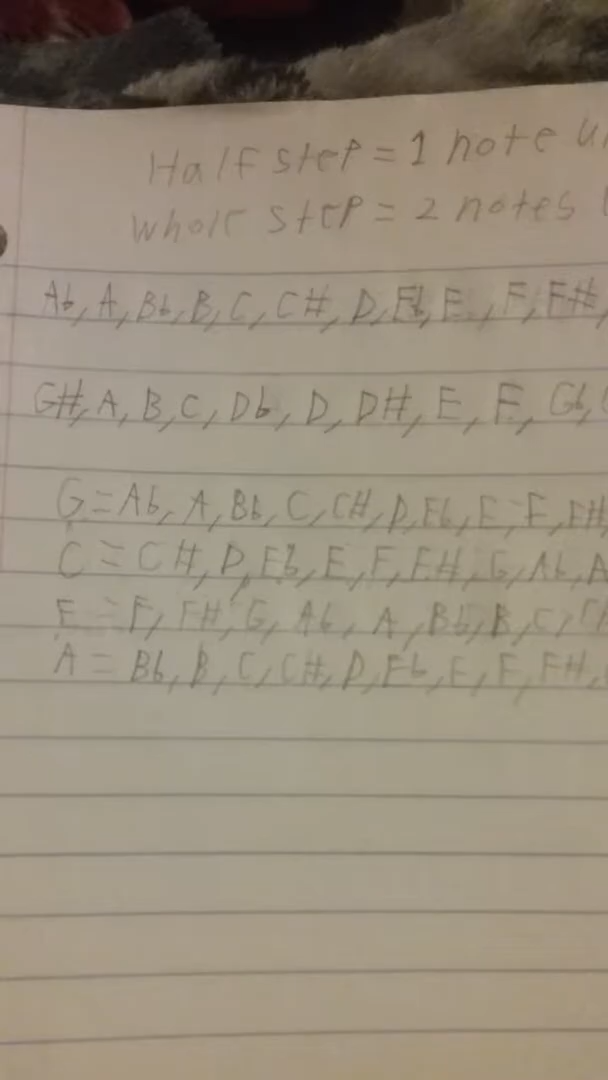 Half step = 1 note
Whole step = 2 notes
Ab, A, Bb, B, C, C#, D, Eb, E, F, F#,
G#, A, B, C, Db, D, D#, E, F, Gb,
G = Ab, A, Bb, C, C#, D, Eb, E, F, F#
C = C#, D, Eb, E, F, F#, G, Ab, A
E = F, F#, G, Ab, A, Bb, B, C,
A = Bb, B, C, C#, D, Eb, E, F, F#,